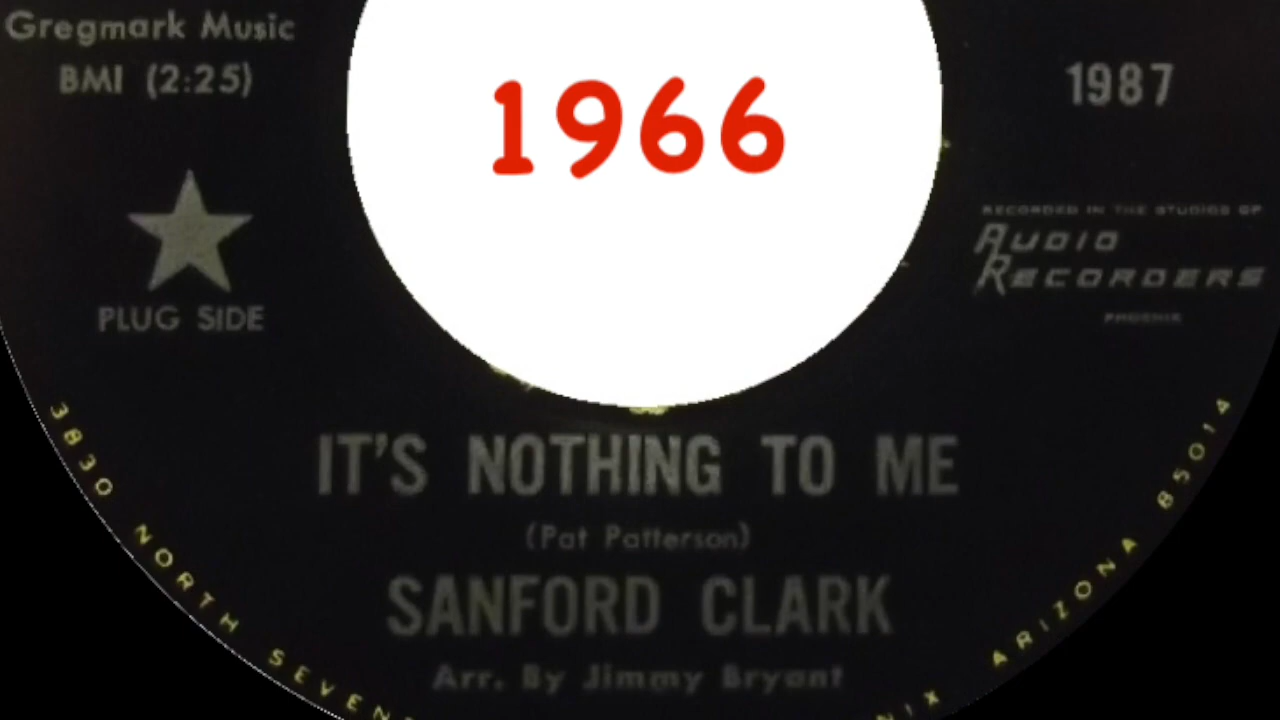 Gregmark Music
BMI (2:25)
1966
1987
PLUG SIDE
RECORDED IN THE STUDIOS OF
AUDIO
RECORDERS
PHOENIX
IT'S NOTHING TO ME
(Pat Patterson)
SANFORD CLARK
Arr. By Jimmy Bryant
3830 NORTH SEVEN
NIX ARIZONA 85014